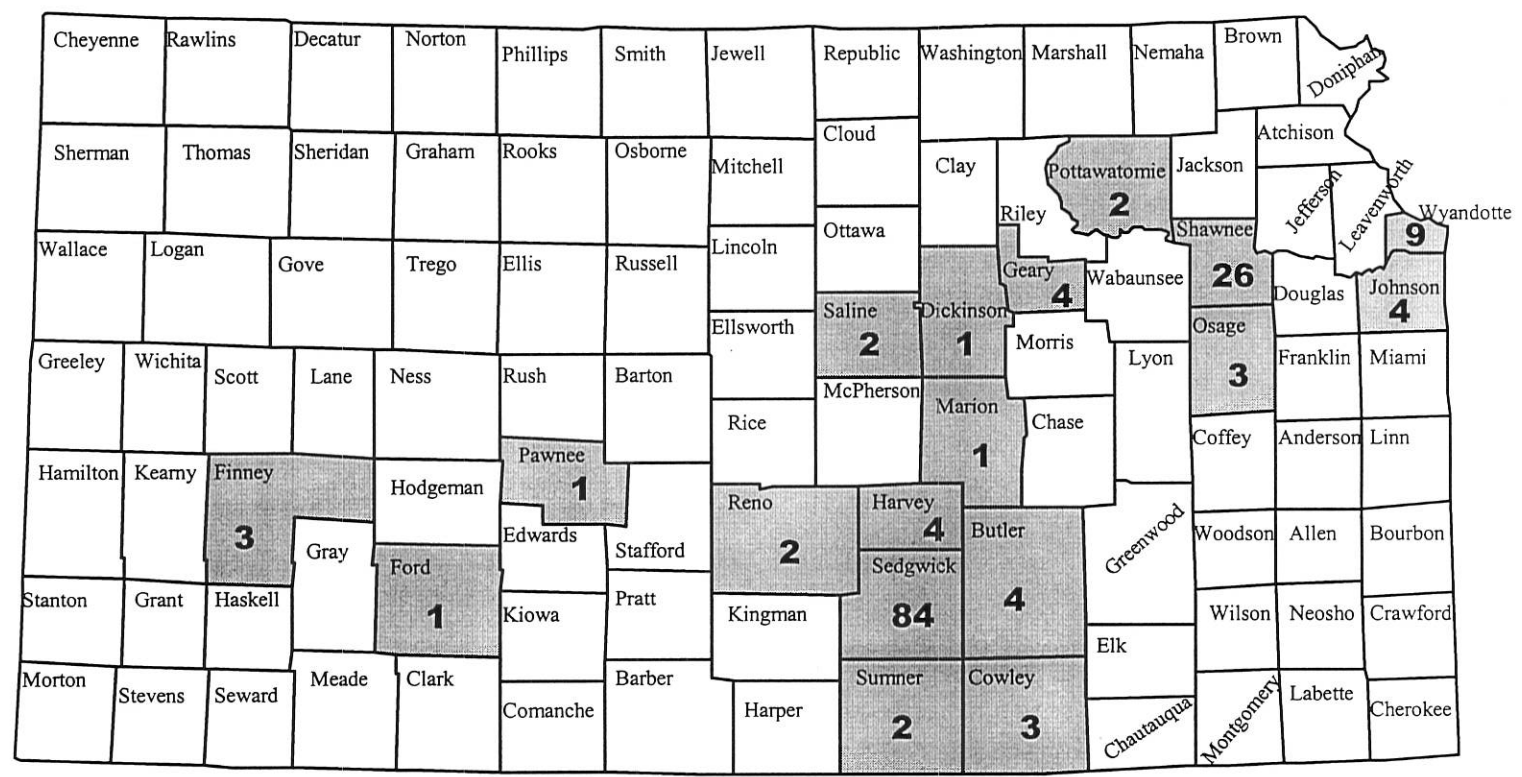 Cheyenne
Rawlins
Decatur
Norton
Phillips
Smith
Jewell
Republic
Washington
Marshall
Nemaha
Brown
Doniphan
Sherman
Thomas
Sheridan
Graham
Rooks
Osborne
Mitchell
Cloud
Clay
Riley
Pottawatomie
2
Jackson
Atchison
Jefferson
Leavenworth
Wyandotte
9
Wallace
Logan
Gove
Trego
Ellis
Russell
Lincoln
Ottawa
Saline
2
Dickinson
1
Geary
4
Wabaunsee
Shawnee
26
Douglas
Johnson
4
Greeley
Wichita
Scott
Lane
Ness
Rush
Barton
Ellsworth
Rice
McPherson
Marion
1
Morris
Chase
Lyon
Osage
3
Franklin
Miami
Hamilton
Kearny
Finney
3
Hodgeman
Pawnee
1
Edwards
Stafford
Reno
2
Harvey
4
Butler
4
Greenwood
Coffey
Anderson
Linn
Woodson
Allen
Bourbon
Gray
Ford
1
Sedgwick
84
Stanton
Grant
Haskell
Kiowa
Pratt
Kingman
Elk
Wilson
Neosho
Crawford
Morton
Stevens
Seward
Meade
Clark
Comanche
Barber
Harper
Sumner
2
Cowley
3
Chautauqua
Montgomery
Labette
Cherokee